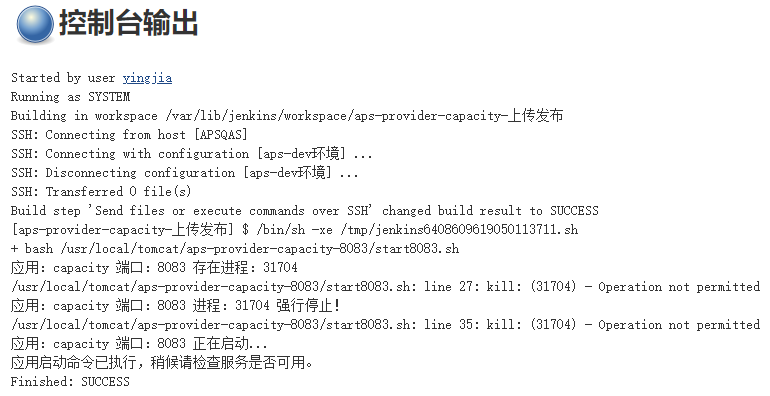 控制台输出
Started by user yingjia
Running as SYSTEM
Building in workspace /var/lib/jenkins/workspace/aps-provider-capacity-上传发布
SSH: Connecting from host [APSQAS]
SSH: Connecting with configuration [aps-dev环境] ...
SSH: Disconnecting configuration [aps-dev环境] ...
SSH: Transferred 0 file(s)
Build step 'Send files or execute commands over SSH' changed build result to SUCCESS
[aps-provider-capacity-上传发布] $ /bin/sh -xe /tmp/jenkins6408609619050113711.sh
+ bash /usr/local/tomcat/aps-provider-capacity-8083/start8083.sh
应用：capacity 端口：8083 存在进程：31704
/usr/local/tomcat/aps-provider-capacity-8083/start8083.sh: line 27: kill: (31704) - Operation not permitted
应用：capacity 端口：8083 进程：31704 强行停止！
/usr/local/tomcat/aps-provider-capacity-8083/start8083.sh: line 35: kill: (31704) - Operation not permitted
应用：capacity 端口：8083 正在启动...
应用启动命令已执行，稍候请检查服务是否可用。
Finished: SUCCESS